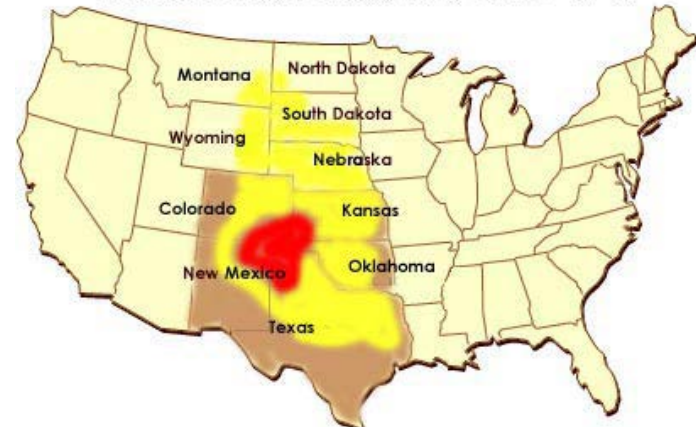 Montana
North Dakota
South Dakota
Wyoming
Nebraska
Colorado
Kansas
New Mexico
Oklahoma
Texas